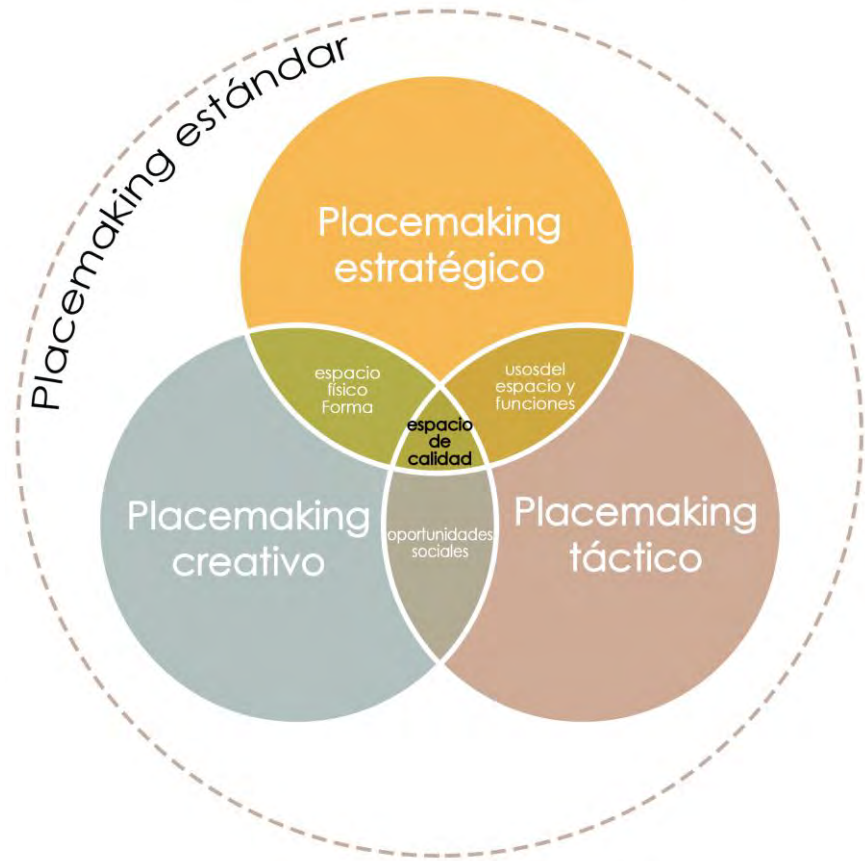 Placemaking estándar
Placemaking
estratégico
espacio
físico
Forma
usosdel
espacio y
funciones
espacio
de
calidad
Placemaking
creativo
oportunidades
sociales
Placemaking
táctico